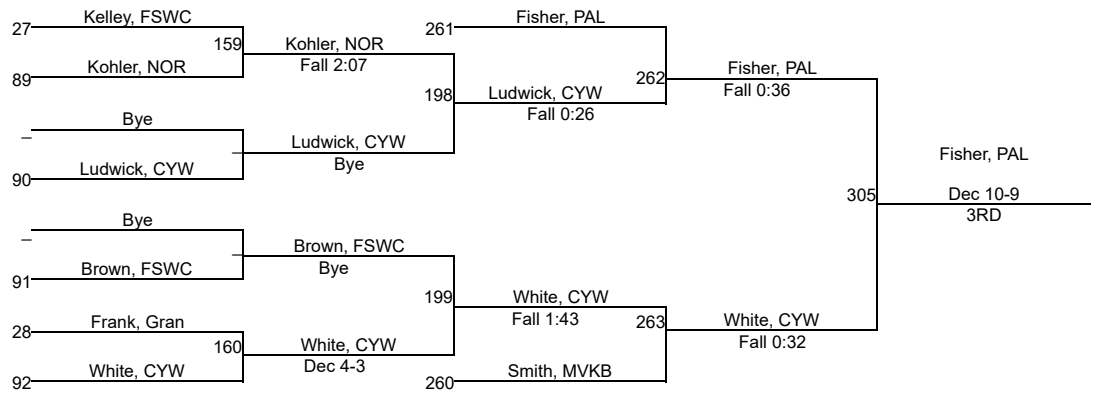 Kelley, FSWC
Fisher, PAL
27
261
159
Kohler, NOR
Fall 2:07
Kohler, NOR
89
262
Fisher, PAL
Fall 0:36
198
Ludwick, CYW
Fall 0:26
Bye
–
Ludwick, CYW
Bye
Ludwick, CYW
90
Fisher, PAL
305
Dec 10-9
3RD
Bye
–
Brown, FSWC
Bye
Brown, FSWC
91
199
White, CYW
Fall 1:43
Frank, Gran
28
263
White, CYW
Fall 0:32
160
White, CYW
Dec 4-3
White, CYW
92
Smith, MVKB
260